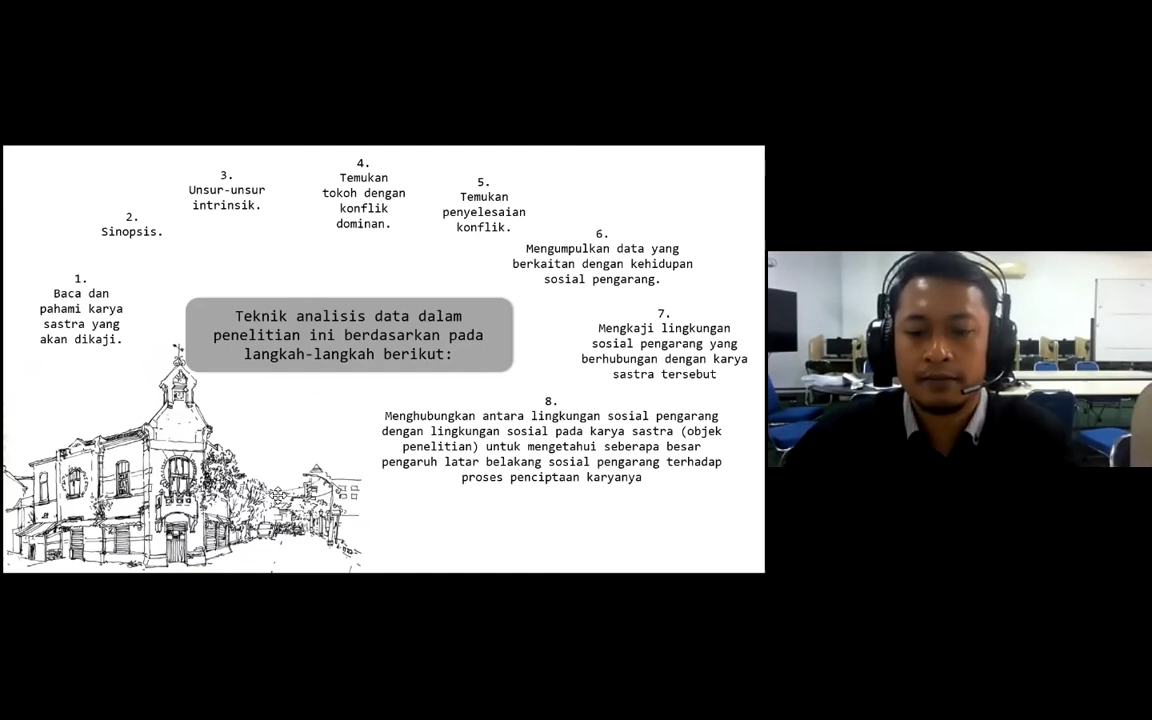 1.
Baca dan
pahami karya
sastra yang
akan dikaji.
2.
Sinopsis.
3.
Unsur-unsur
intrinsik.
4.
Temukan
tokoh dengan
konflik
dominan.
5.
Temukan
penyelesaian
konflik.
6.
Mengumpulkan data yang
berkaitan dengan kehidupan
sosial pengarang.
Teknik analisis data dalam
penelitian ini berdasarkan pada
langkah-langkah berikut:
7.
Mengkaji lingkungan
sosial pengarang yang
berhubungan dengan karya
sastra tersebut
8.
Menghubungkan antara lingkungan sosial pengarang
dengan lingkungan sosial pada karya sastra (objek
penelitian) untuk mengetahui seberapa besar
pengaruh latar belakang sosial pengarang terhadap
proses penciptaan karyanya